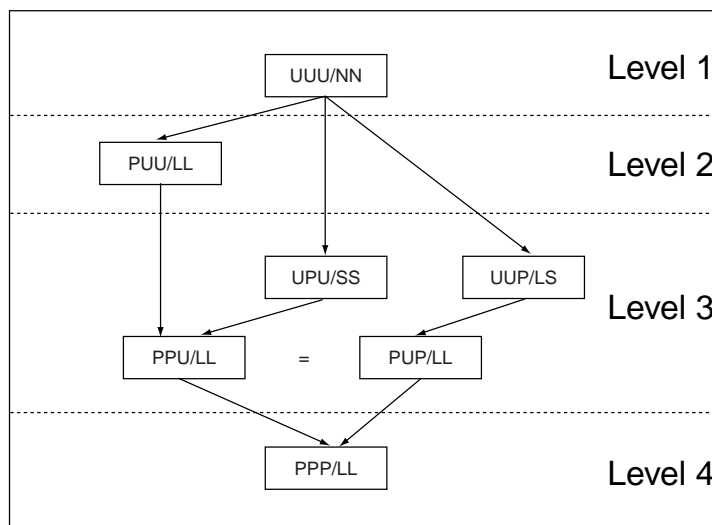 Level 1
UUU/NN
PUU/LL
Level 2
UPU/SS
UUP/LS
Level 3
PPU/LL
=
PUP/LL
PPP/LL
Level 4